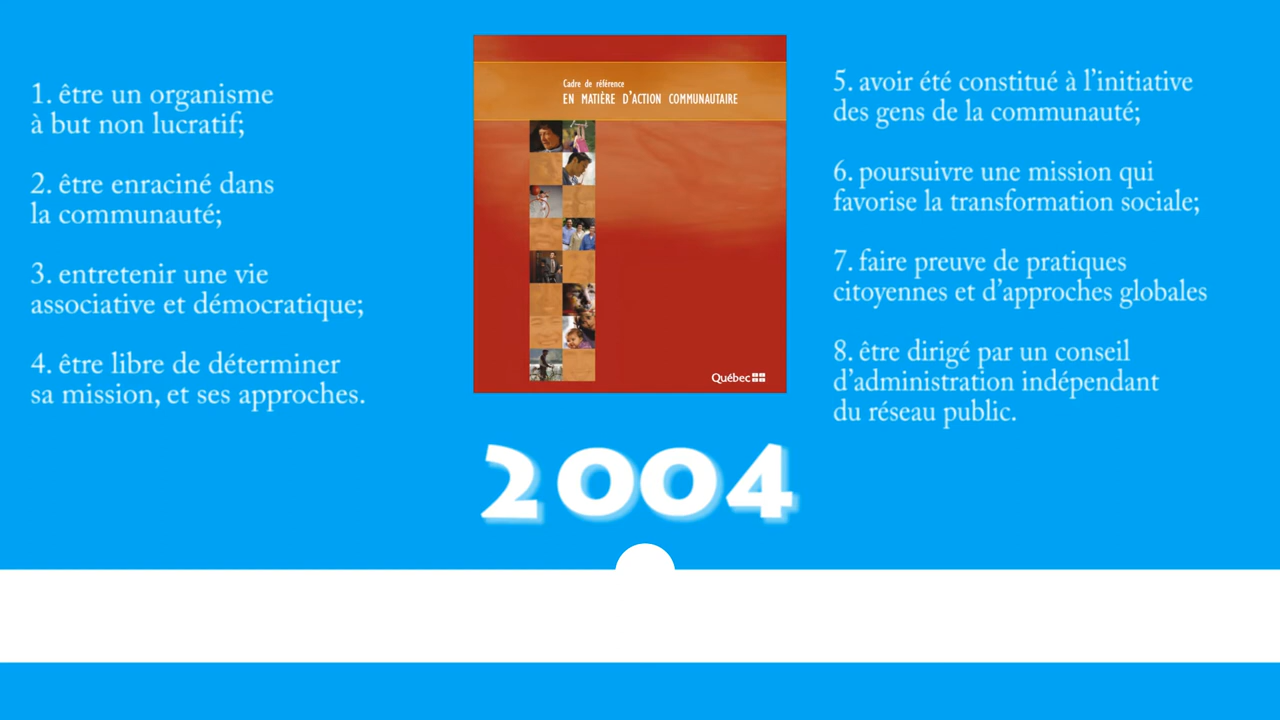 1. être un organisme
à but non lucratif;
2. être enraciné dans
la communauté;
3. entretenir une vie
associative et démocratique;
4. être libre de déterminer
sa mission, et ses approches.
Cadre de référence
EN MATIÈRE D'ACTION COMMUNAUTAIRE
Québec
2004
5. avoir été constitué à l'initiative
des gens de la communauté;
6. poursuivre une mission qui
favorise la transformation sociale;
7. faire preuve de pratiques
citoyennes et d'approches globales
8. être dirigé par un conseil
d'administration indépendant
du réseau public.